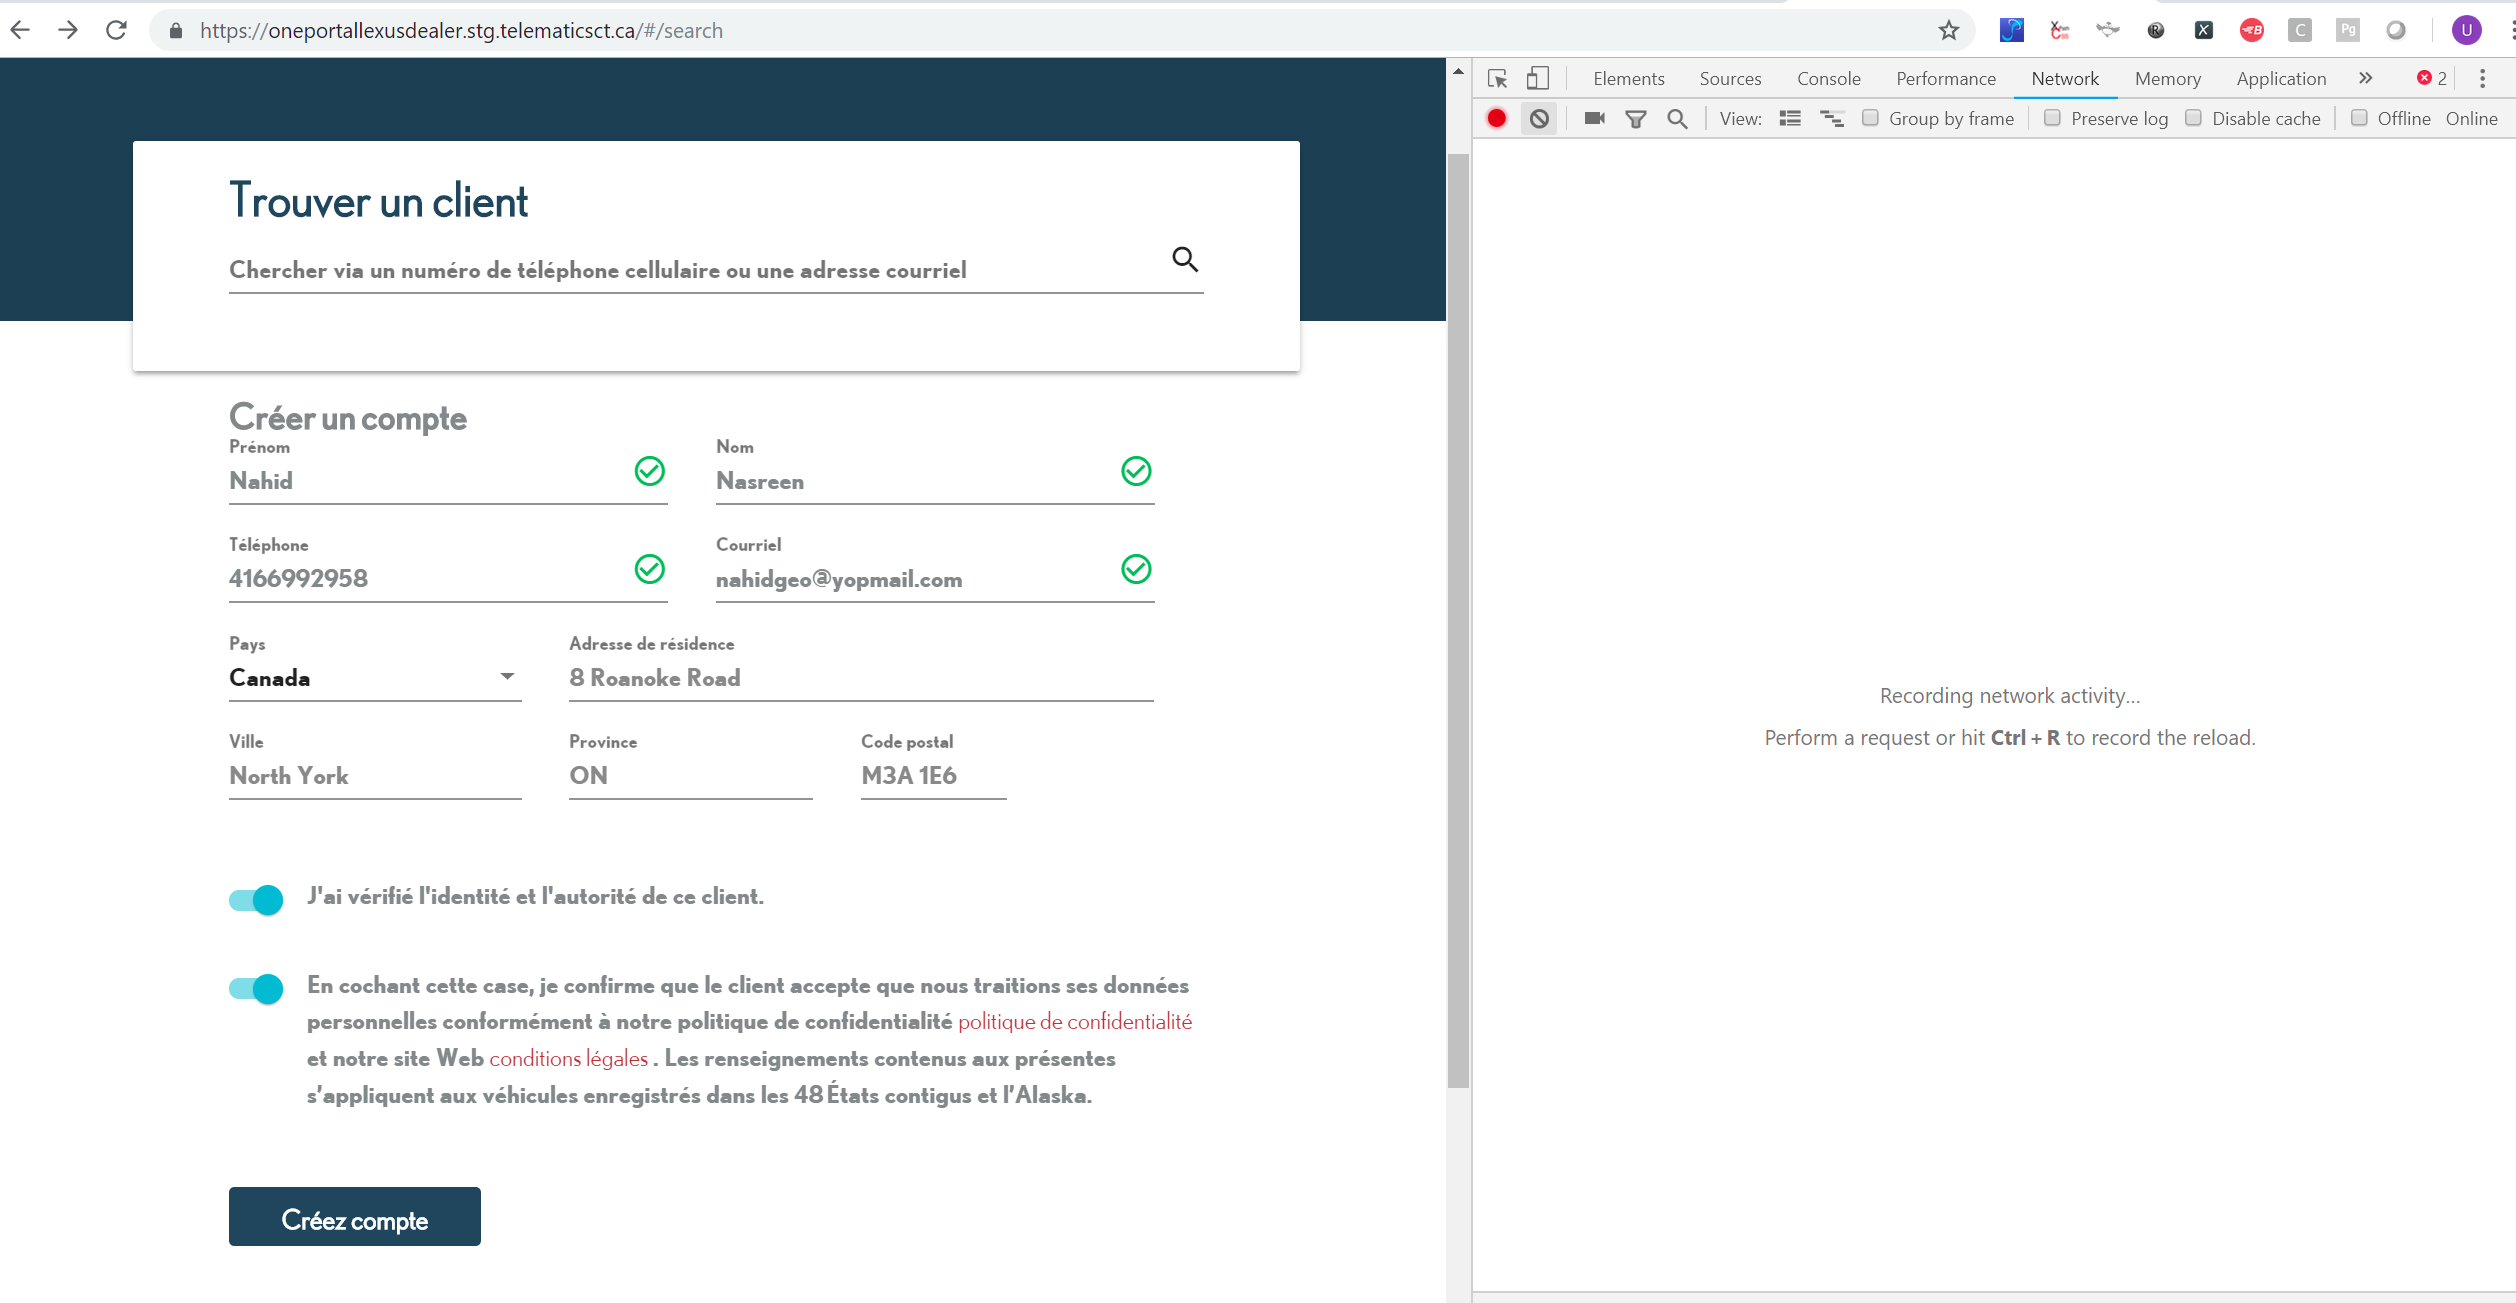 https://oneportallexusdealer.stg.telematicsct.ca/#/search
U
Elements Sources Console Performance Network Memory Application » 2
View: Group by frame Preserve log Disable cache Offline Online
Trouver un client
Chercher via un numéro de téléphone cellulaire ou une adresse courriel
Créer un compte
Prénom Nom
Nahid Nasreen
Téléphone Courriel
4166992958 nahidgeo@yopmail.com
Pays Adresse de résidence
Canada 8 Roanoke Road
Ville Province Code postal
North York ON M3A 1E6
J'ai vérifié l'identité et l'autorité de ce client.
En cochant cette case, je confirme que le client accepte que nous traitions ses données
personnelles conformément à notre politique de confidentialité politique de confidentialité
et notre site Web conditions légales . Les renseignements contenus aux présentes
s’appliquent aux véhicules enregistrés dans les 48 États contigus et l’Alaska.
Créez compte
Recording network activity...
Perform a request or hit Ctrl + R to record the reload.